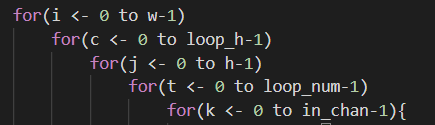 for(i <- 0 to w-1)
for(c <- 0 to loop_h-1)
for(j <- 0 to h-1)
for(t <- 0 to loop_num-1)
for(k <- 0 to in_chan-1){